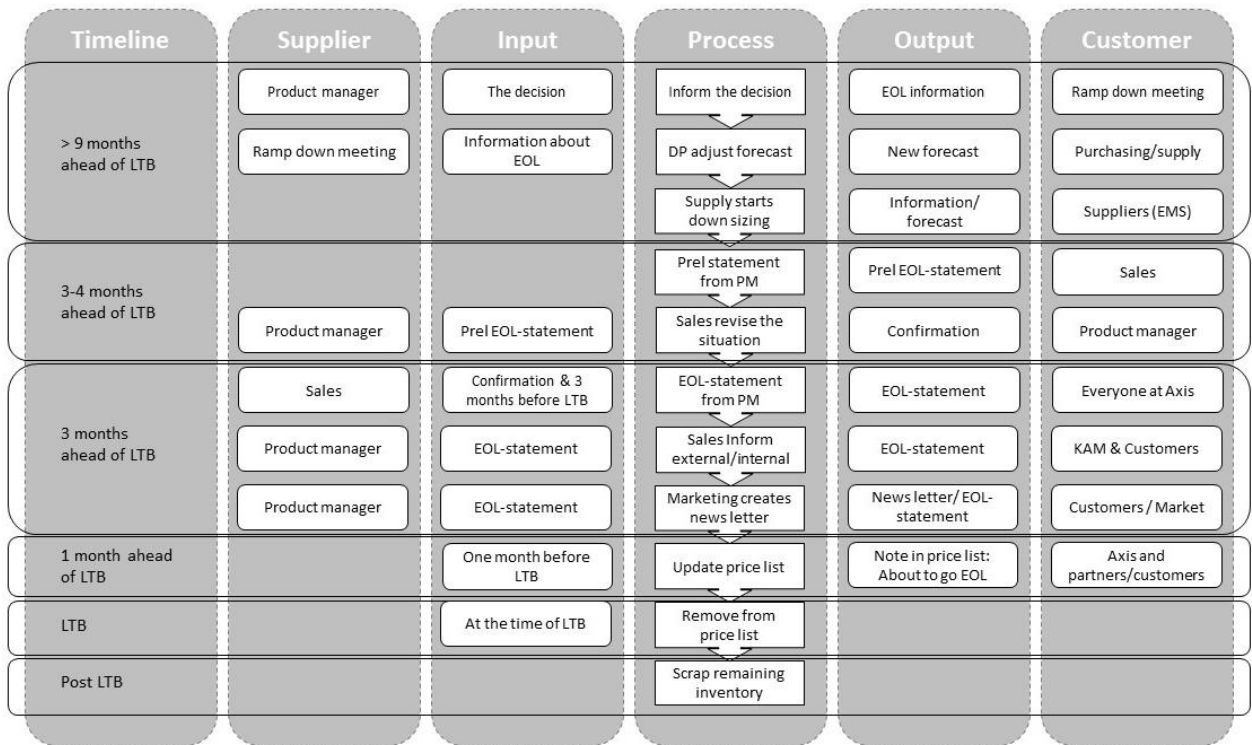 Timeline
Supplier
Input
Process
Output
Customer
> 9 months
ahead of LTB
Product manager
The decision
Inform the decision
EOL information
Ramp down meeting
Ramp down meeting
Information about
EOL
DP adjust forecast
New forecast
Purchasing/supply
Supply starts
down sizing
Information/
forecast
Suppliers (EMS)
3-4 months
ahead of LTB
Prel statement
from PM
Prel EOL-statement
Sales
Product manager
Prel EOL-statement
Sales revise the
situation
Confirmation
Product manager
3 months
ahead of LTB
Sales
Confirmation & 3
months before LTB
EOL-statement
from PM
EOL-statement
Everyone at Axis
Product manager
EOL-statement
Sales Inform
external/internal
EOL-statement
KAM & Customers
Product manager
EOL-statement
Marketing creates
news letter
News letter/ EOL-
statement
Customers / Market
1 month ahead
of LTB
One month before
LTB
Update price list
Note in price list:
About to go EOL
Axis and
partners/customers
LTB
At the time of LTB
Remove from
price list
Post LTB
Scrap remaining
inventory